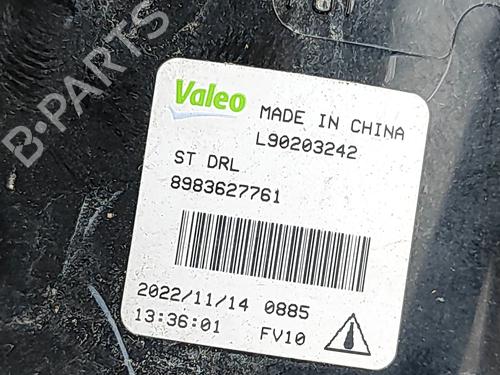 B-PARTS
Valeo
MADE IN CHINA
L90203242
ST DRL
8983627761
2022/11/14 0885
13:36:01 FV10